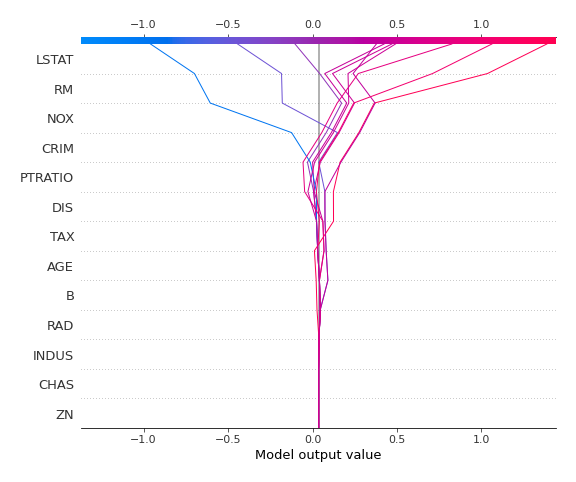 −1.0 −0.5 0.0 0.5 1.0
LSTAT
RM
NOX
CRIM
PTRATIO
DIS
TAX
AGE
B
RAD
INDUS
CHAS
ZN
−1.0 −0.5 0.0 0.5 1.0
Model output value